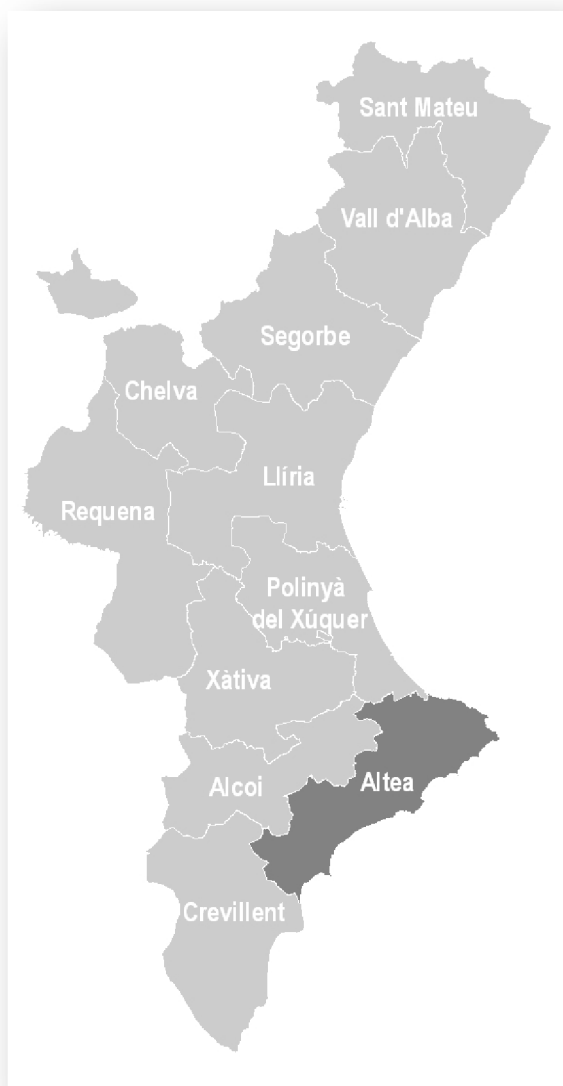 Sant Mateu
Vall d'Alba
Segorbe
Chelva
Llíria
Requena
Polinyà
del Xúquer
Xàtiva
Alcoi
Altea
Crevillent